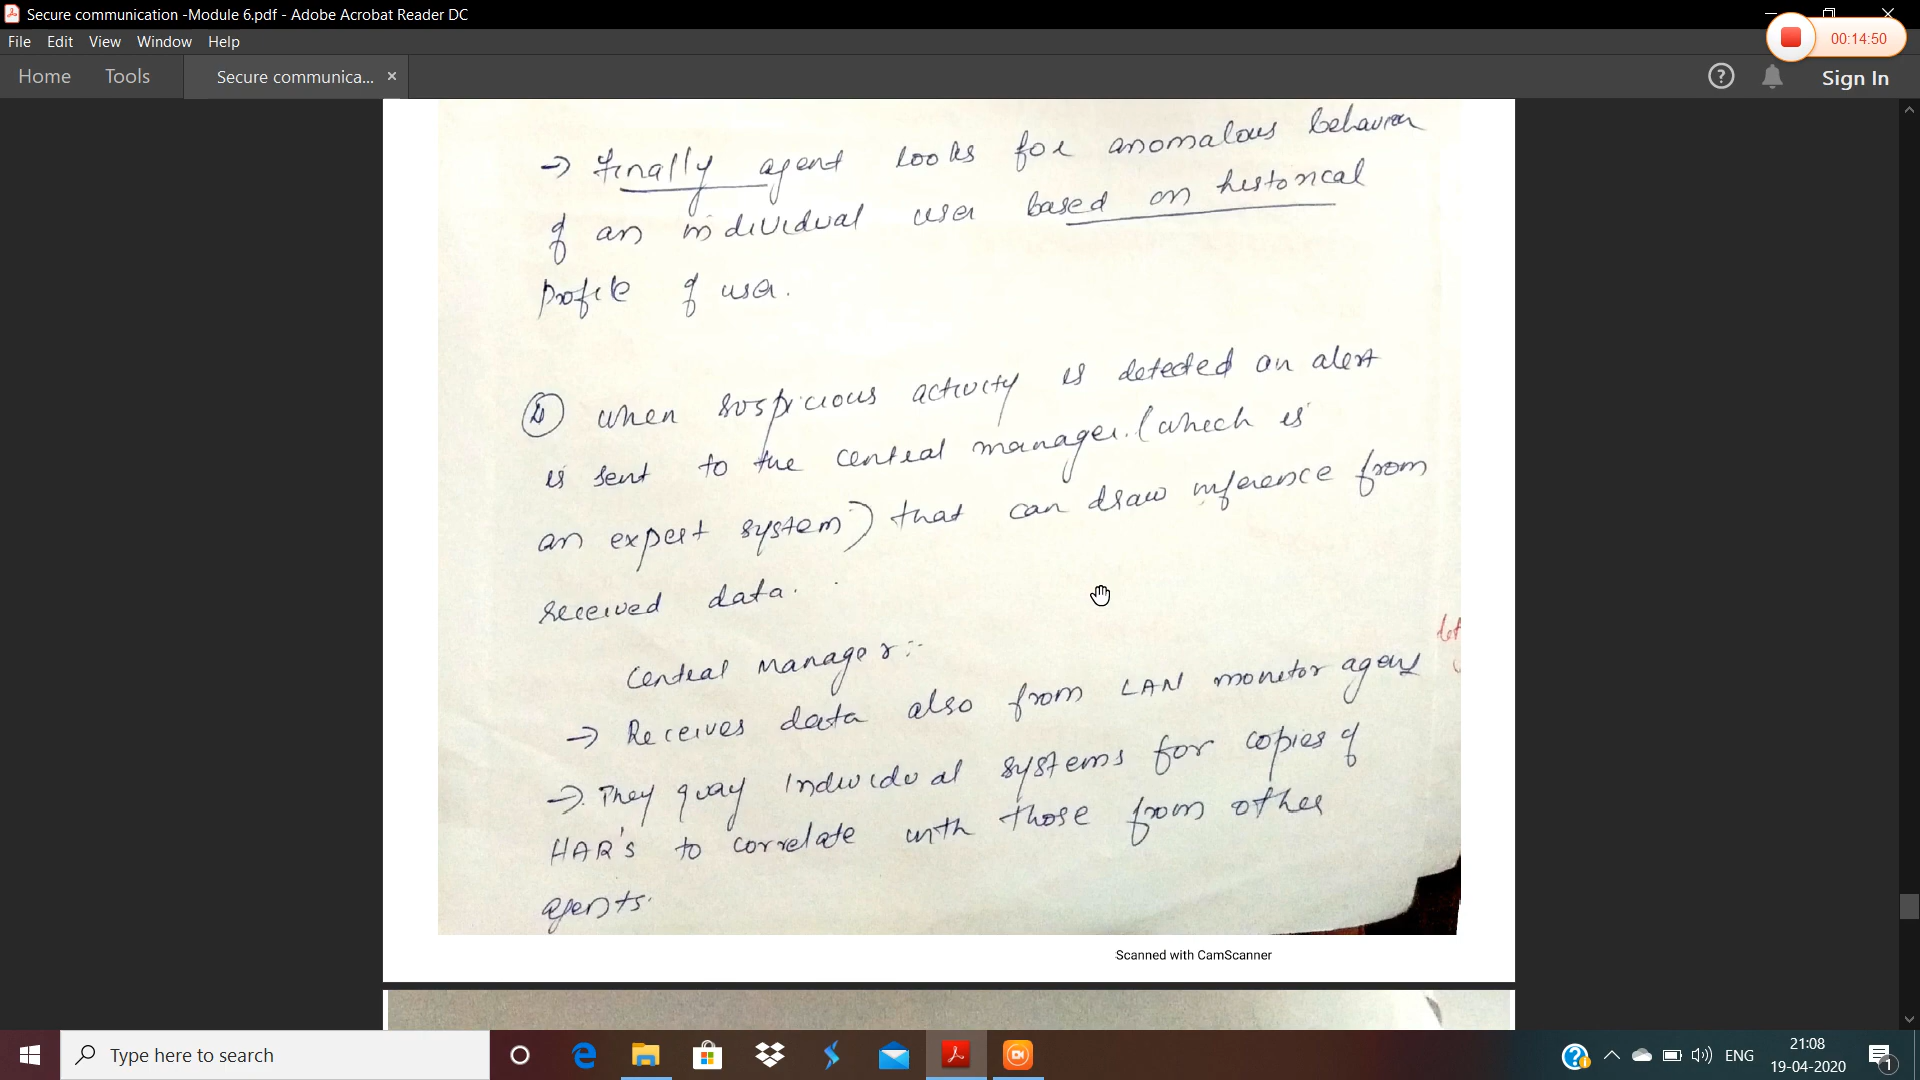 Secure communication -Module 6.pdf - Adobe Acrobat Reader DC
File Edit View Window Help
00:14:50
Home Tools Secure communica... × Sign In
→ finally agent looks for anomalous behavior
of an individual user based on historical
profile of user.
④ when suspicious activity is detected an alert
is sent to the central manager. (which is
an expert system) that can draw inference from
received data.
Central Manager :-
→ Receives data also from LAN monitor agent
→ They query individual systems for copies of
HAR's to correlate with those from other
agents.
Scanned with CamScanner
Type here to search
ENG
21:08
19-04-2020
1